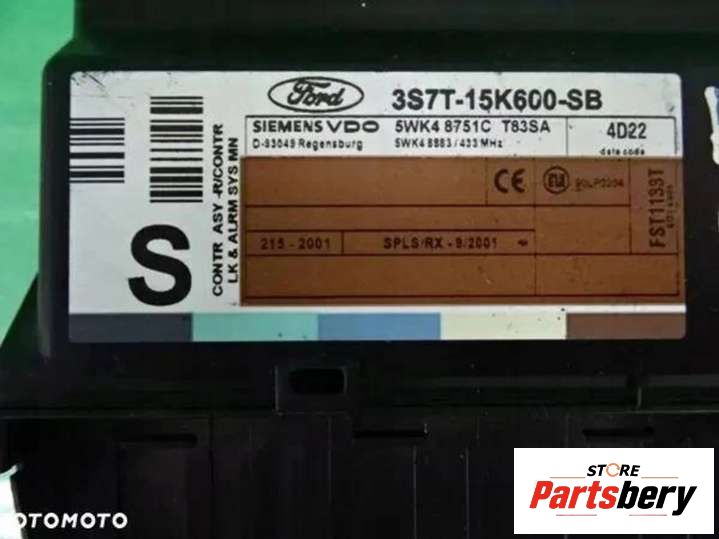 Ford
3S7T-15K600-SB
SIEMENS VDO 5WK4 8751C T83SA 4D22
D-93049 Regensburg 5WK4 8883 / 433 MHz date code
CE
215 - 2001 SPLS/RX - 9/2001
FST1133T
S
CONTR ASY -R/CONTR
LK & ALRM SYS MN
OTOMOTO
STORE
Partsbery